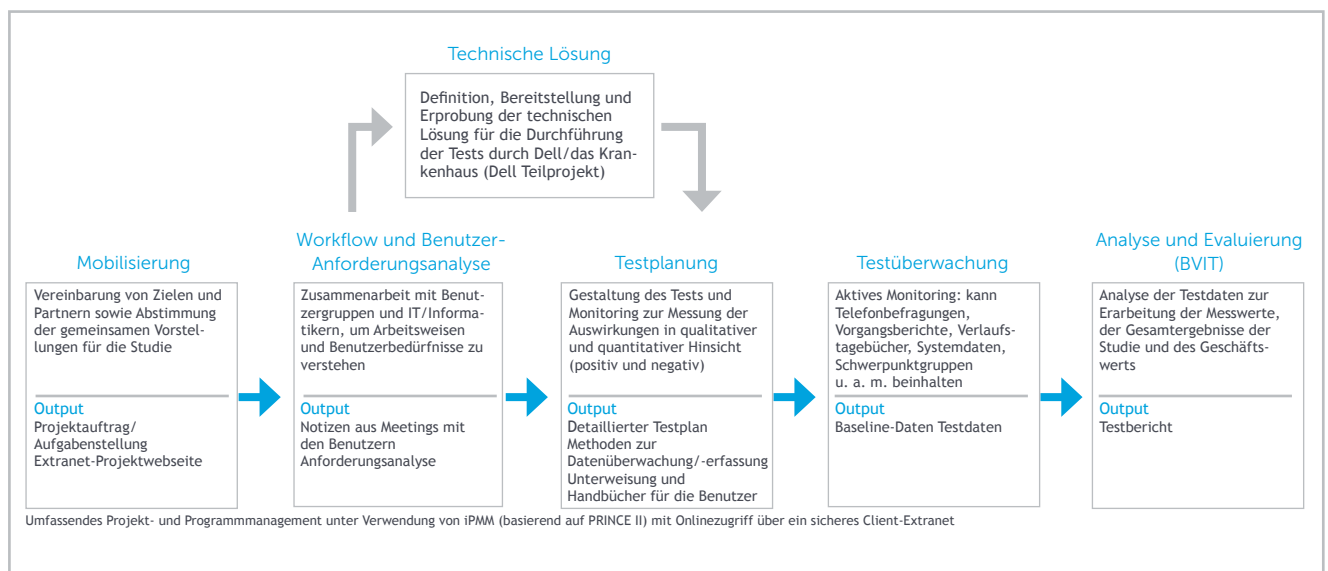 Technische Lösung
Definition, Bereitstellung und
Erprobung der technischen
Lösung für die Durchführung
der Tests durch Dell/das Kran-
kenhaus (Dell Teilprojekt)
Mobilisierung
Vereinbarung von Zielen und
Partnern sowie Abstimmung
der gemeinsamen Vorstel-
lungen für die Studie
Output
Projektauftrag/
Aufgabenstellung
Extranet-Projektwebseite
Workflow und Benutzer-
Anforderungsanalyse
Zusammenarbeit mit Benut-
zergruppen und IT/Informa-
tikern, um Arbeitsweisen
und Benutzerbedürfnisse zu
verstehen
Output
Notizen aus Meetings mit
den Benutzern
Anforderungsanalyse
Testplanung
Gestaltung des Tests und
Monitoring zur Messung der
Auswirkungen in qualitativer
und quantitativer Hinsicht
(positiv und negativ)
Output
Detaillierter Testplan
Methoden zur
Datenüberwachung/-erfassung
Unterweisung und
Handbücher für die Benutzer
Testüberwachung
Aktives Monitoring: kann
Telefonbefragungen,
Vorgangsberichte, Verlaufs-
tagebücher, Systemdaten,
Schwerpunktgruppen
u. a. m. beinhalten
Output
Baseline-Daten Testdaten
Analyse und Evaluierung
(BVIT)
Analyse der Testdaten zur
Erarbeitung der Messwerte,
der Gesamtergebnisse der
Studie und des Geschäfts-
werts
Output
Testbericht
Umfassendes Projekt- und Programmmanagement unter Verwendung von iPMM (basierend auf PRINCE II) mit Onlinezugriff über ein sicheres Client-Extranet